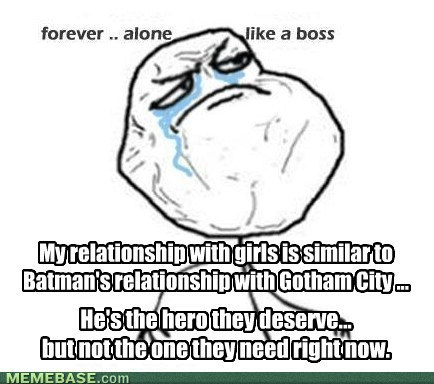 forever .. alone like a boss
My relationship with girls is similar to
Batman's relationship with Gotham City ...
He's the hero they deserve...
but not the one they need right now.
MEMEBASE.com